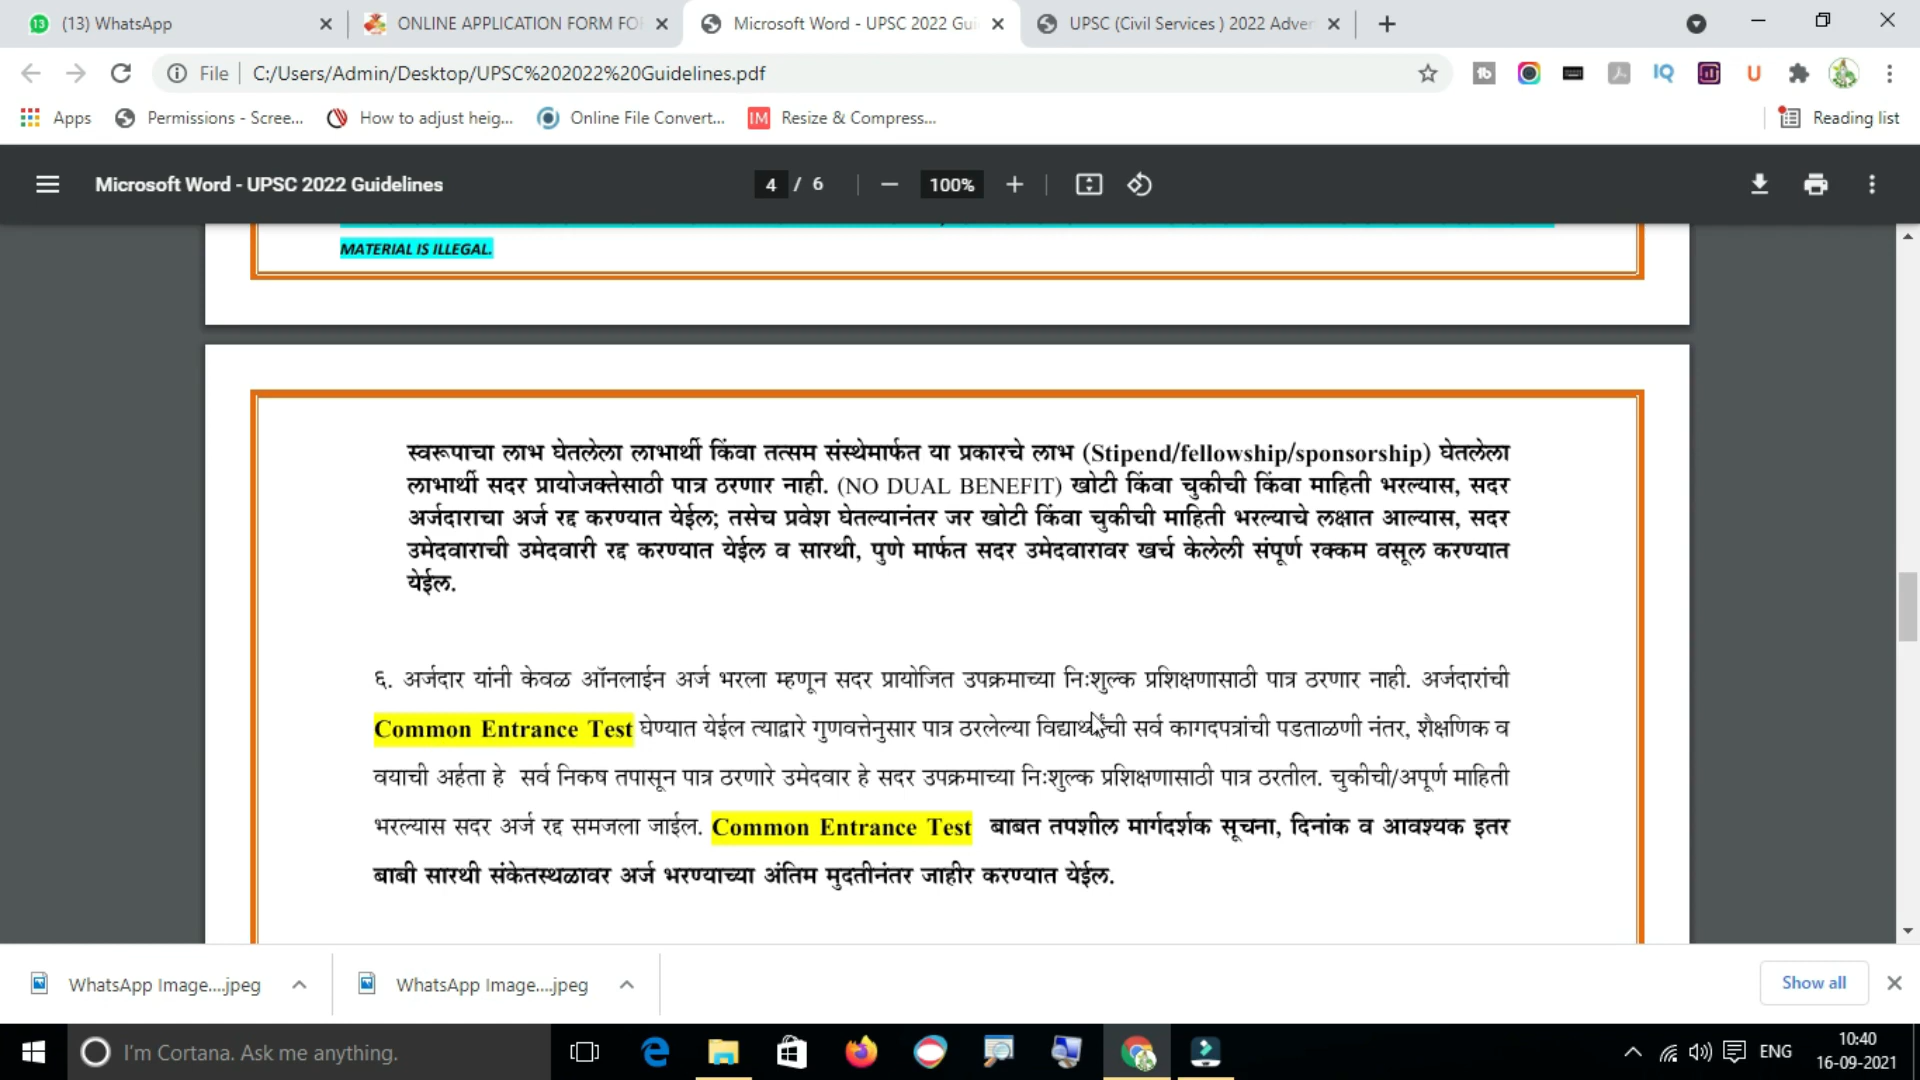 (13) WhatsApp
ONLINE APPLICATION FORM FO
Microsoft Word - UPSC 2022 Gui
UPSC (Civil Services ) 2022 Adver
File
C:/Users/Admin/Desktop/UPSC%202022%20Guidelines.pdf
Apps
Permissions - Scree...
How to adjust heig...
Online File Convert...
IM
Resize & Compress...
Reading list
Microsoft Word - UPSC 2022 Guidelines
4 / 6
100%
MATERIAL IS ILLEGAL.
स्वरूपाचा लाभ घेतलेला लाभार्थी किंवा तत्सम संस्थेमार्फत या प्रकारचे लाभ (Stipend/fellowship/sponsorship) घेतलेला
लाभार्थी सदर प्रायोजक्तेसाठी पात्र ठरणार नाही. (NO DUAL BENEFIT) खोटी किंवा चुकीची किंवा माहिती भरल्यास, सदर
अर्जदाराचा अर्ज रद्द करण्यात येईल; तसेच प्रवेश घेतल्यानंतर जर खोटी किंवा चुकीची माहिती भरल्याचे लक्षात आल्यास, सदर
उमेदवाराची उमेदवारी रद्द करण्यात येईल व सारथी, पुणे मार्फत सदर उमेदवारावर खर्च केलेली संपूर्ण रक्कम वसूल करण्यात
येईल.
६. अर्जदार यांनी केवळ ऑनलाईन अर्ज भरला म्हणून सदर प्रायोजित उपक्रमाच्या निःशुल्क प्रशिक्षणासाठी पात्र ठरणार नाही. अर्जदारांची
Common Entrance Test घेण्यात येईल त्याद्वारे गुणवत्तेनुसार पात्र ठरलेल्या विद्यार्थ्यांची सर्व कागदपत्रांची पडताळणी नंतर, शैक्षणिक व
वयाची अर्हता हे सर्व निकष तपासून पात्र ठरणारे उमेदवार हे सदर उपक्रमाच्या निःशुल्क प्रशिक्षणासाठी पात्र ठरतील. चुकीची/अपूर्ण माहिती
भरल्यास सदर अर्ज रद्द समजला जाईल. Common Entrance Test बाबत तपशील मार्गदर्शक सूचना, दिनांक व आवश्यक इतर
बाबी सारथी संकेतस्थळावर अर्ज भरण्याच्या अंतिम मुदतीनंतर जाहीर करण्यात येईल.
WhatsApp Image....jpeg
WhatsApp Image....jpeg
Show all
I'm Cortana. Ask me anything.
ENG
10:40
16-09-2021